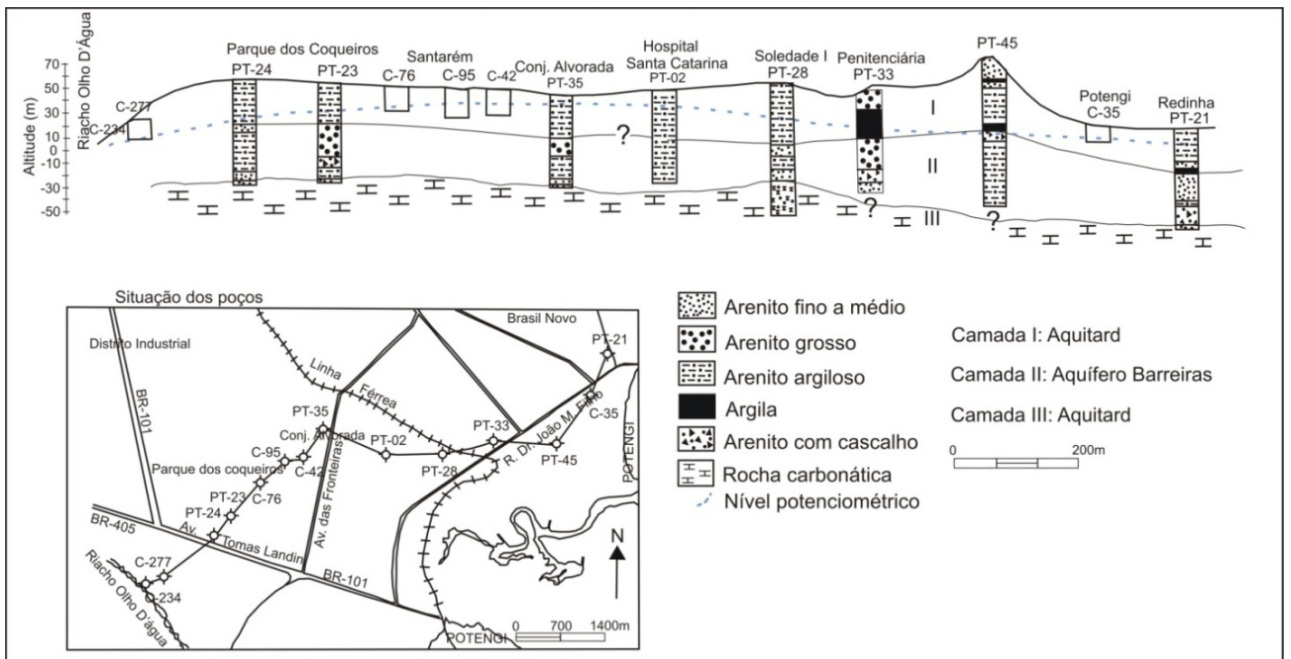 Altitude (m)
Riacho Olho D'Água
70
50
30
10
0
-10
-30
-50
C-234
C-277
Parque dos Coqueiros
PT-24
PT-23
Santarém
C-76
C-95
C-42
Conj. Alvorada
PT-35
?
Hospital
Santa Catarina
PT-02
Soledade I
PT-28
Penitenciária
PT-33
?
I
II
III
PT-45
?
Potengi
C-35
Redinha
PT-21
Situação dos poços
Distrito Industrial
BR-101
Linha
Férrea
Brasil Novo
PT-21
C-35
R. Dr. João M. Filho
PT-35
Conj. Alvorada
C-95
C-42
PT-02
PT-28
PT-33
PT-45
POTENGI
Parque dos coqueiros
C-76
PT-23
PT-24
Av. das Fronteiras
BR-405
Av.
Tomas Landin
BR-101
C-277
C-234
Riacho Olho D'água
N
POTENGI
0 700 1400m
Arenito fino a médio
Arenito grosso
Arenito argiloso
Argila
Arenito com cascalho
Rocha carbonática
Nível potenciométrico
Camada I: Aquitard
Camada II: Aquífero Barreiras
Camada III: Aquitard
0 200m